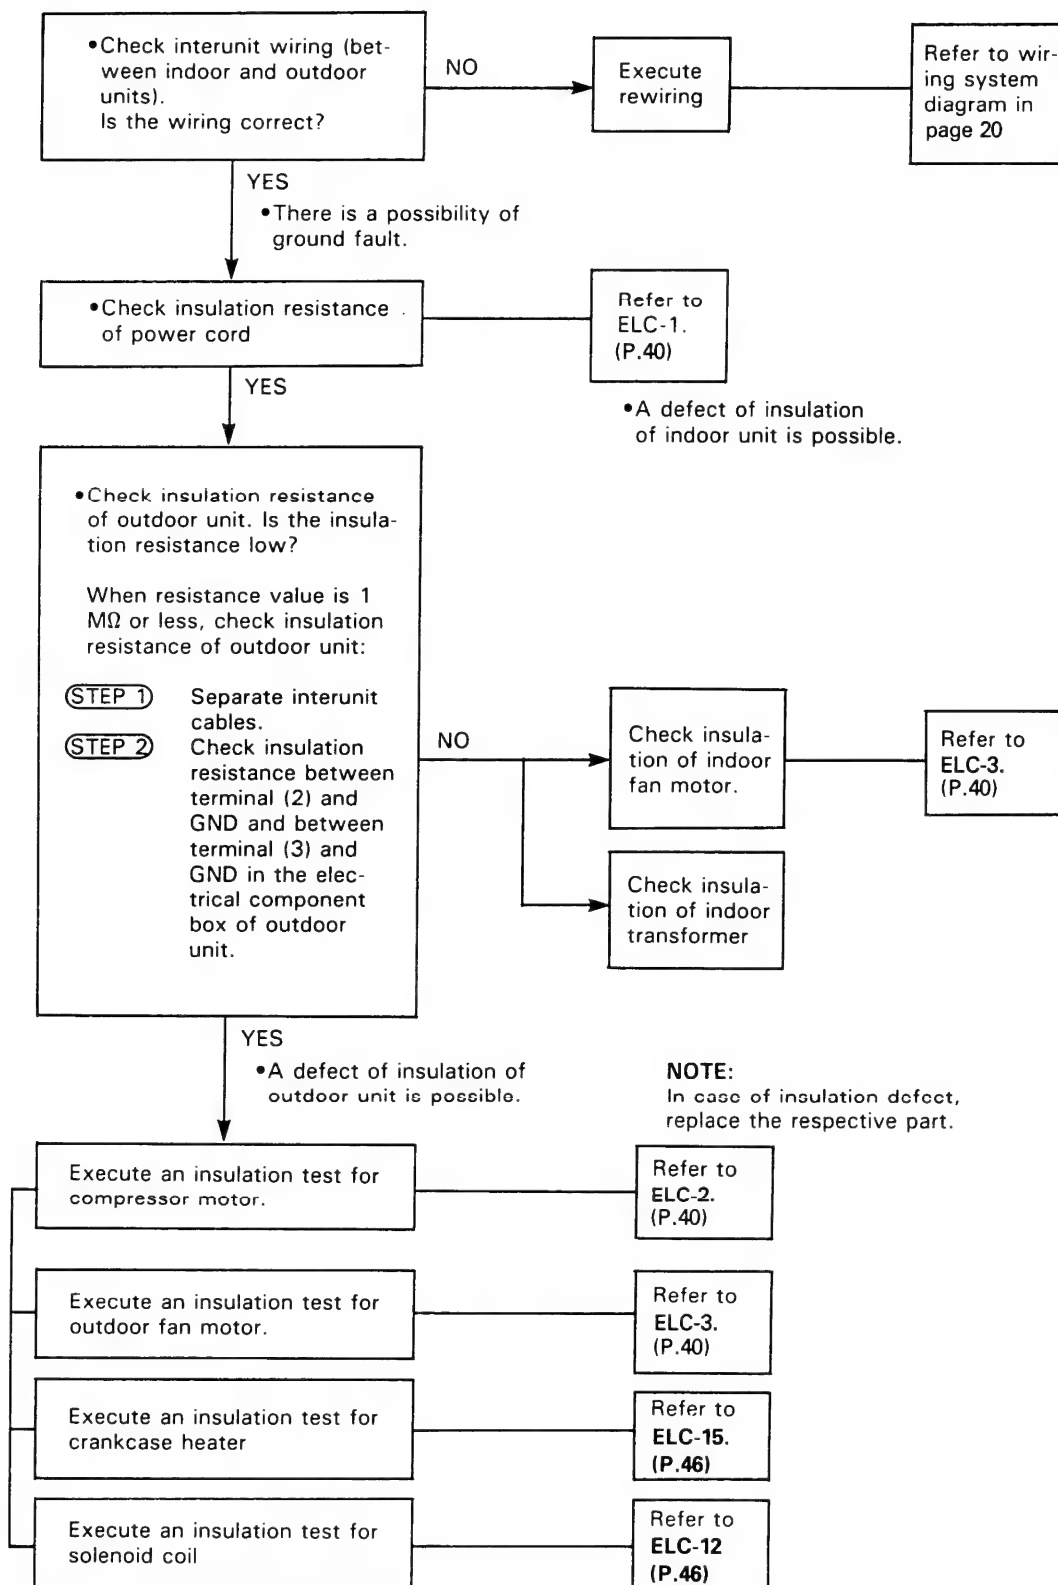 •Check interunit wiring (bet-
ween indoor and outdoor
units).
Is the wiring correct?
NO
Execute
rewiring
Refer to wir-
ing system
diagram in
page 20
YES
•There is a possibility of
ground fault.
•Check insulation resistance
of power cord
Refer to
ELC-1.
(P.40)
YES
•A defect of insulation
of indoor unit is possible.
•Check insulation resistance
of outdoor unit. Is the insula-
tion resistance low?
When resistance value is 1
MΩ or less, check insulation
resistance of outdoor unit:
STEP 1 Separate interunit
cables.
STEP 2 Check insulation
resistance between
terminal (2) and
GND and between
terminal (3) and
GND in the elec-
trical component
box of outdoor
unit.
NO
Check insula-
tion of indoor
fan motor.
Refer to
ELC-3.
(P.40)
Check insula-
tion of indoor
transformer
YES
•A defect of insulation of
outdoor unit is possible.
NOTE:
In case of insulation defect,
replace the respective part.
Execute an insulation test for
compressor motor.
Refer to
ELC-2.
(P.40)
Execute an insulation test for
outdoor fan motor.
Refer to
ELC-3.
(P.40)
Execute an insulation test for
crankcase heater
Refer to
ELC-15.
(P.46)
Execute an insulation test for
solenoid coil
Refer to
ELC-12
(P.46)